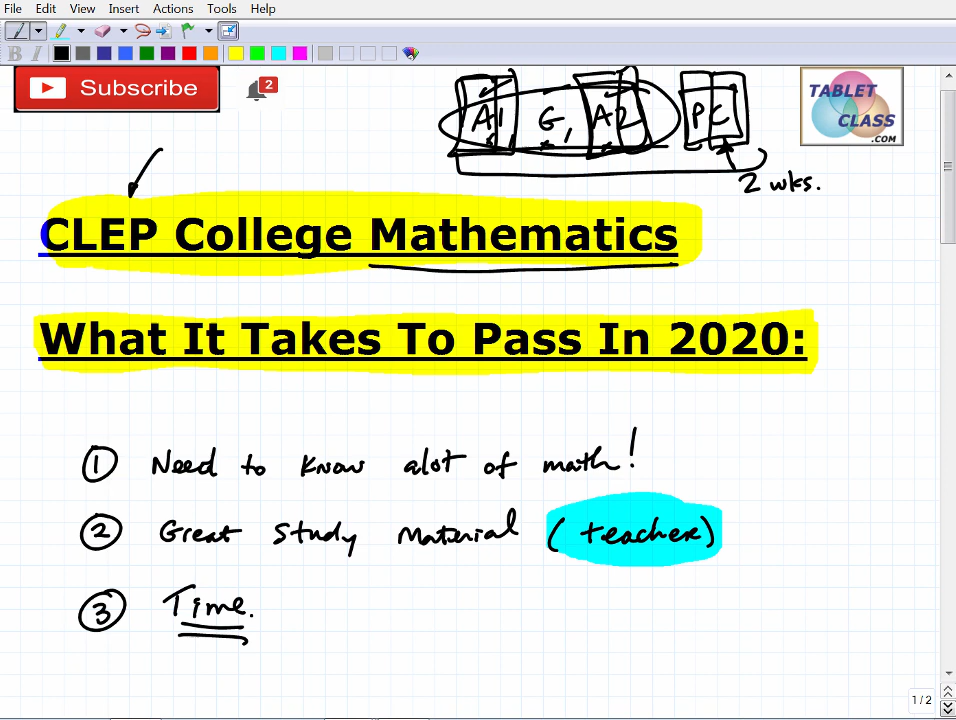 File Edit View Insert Actions Tools Help
B I
Subscribe 2
A1 G, A2 PC
TABLET CLASS .COM
2 wks.
CLEP College Mathematics
What It Takes To Pass In 2020:
1 Need to know alot of math!
2 Great Study Material (teacher)
3 Time.
1 / 2